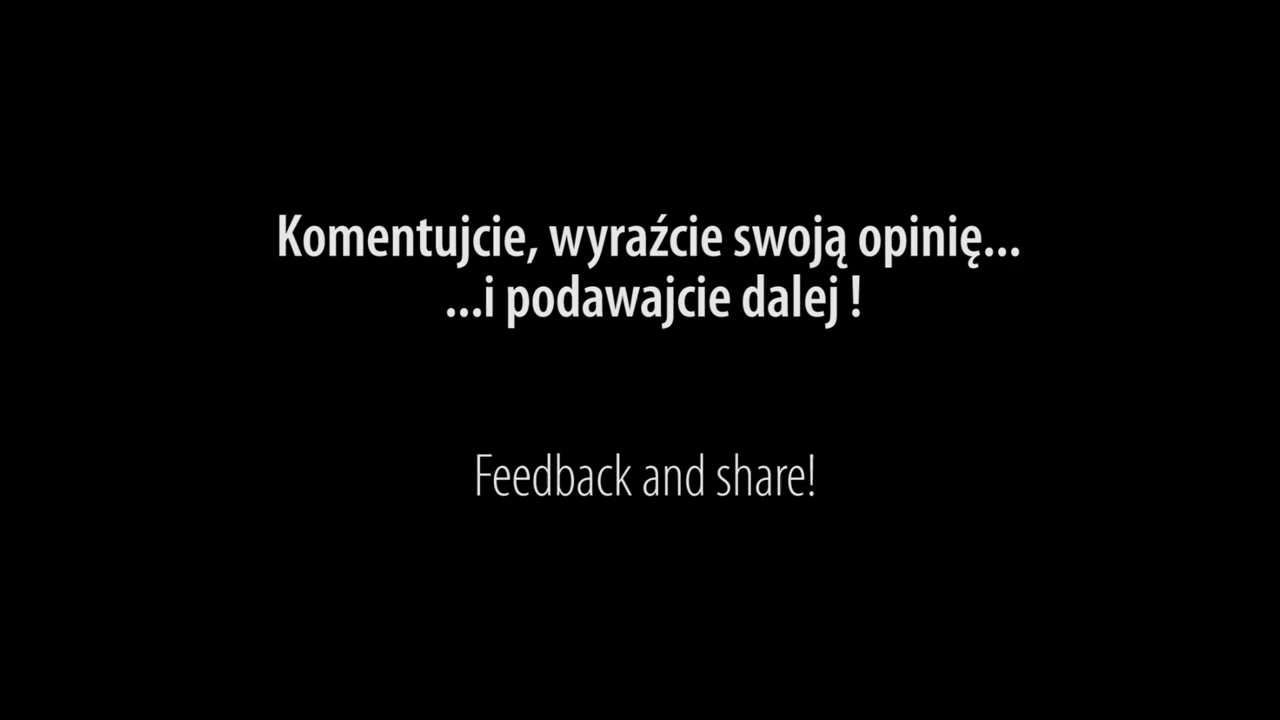 Komentujcie, wyraźcie swoją opinię...
...i podawajcie dalej !
Feedback and share!